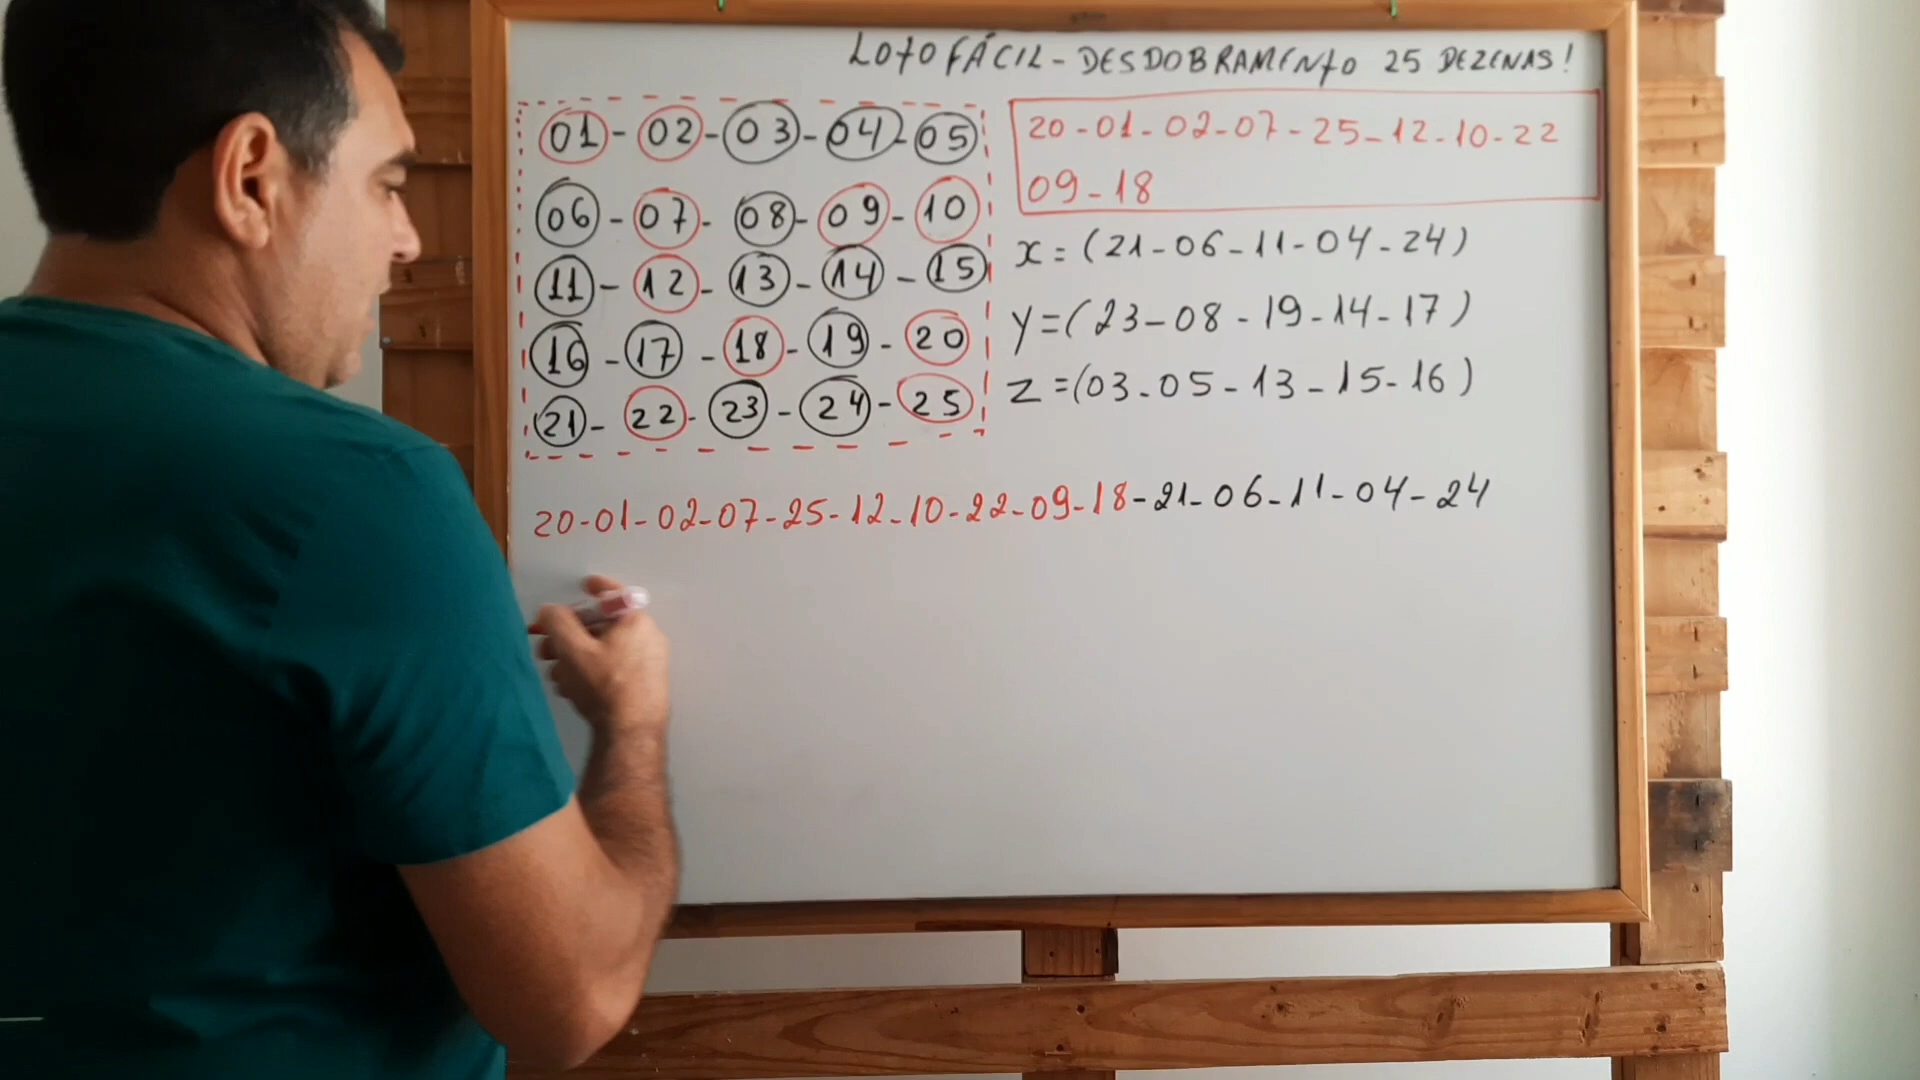 LOTOFÁCIL - DESDOBRAMENTO 25 DEZENAS!
01 - 02 - 03 - 04 - 05
06 - 07 - 08 - 09 - 10
11 - 12 - 13 - 14 - 15
16 - 17 - 18 - 19 - 20
21 - 22 - 23 - 24 - 25
20 - 01 - 02 - 07 - 25 - 12 - 10 - 22
09 - 18
x = (21 - 06 - 11 - 04 - 24)
y = (23 - 08 - 19 - 14 - 17)
z = (03 - 05 - 13 - 15 - 16)
20 - 01 - 02 - 07 - 25 - 12 - 10 - 22 - 09 - 18 - 21 - 06 - 11 - 04 - 24